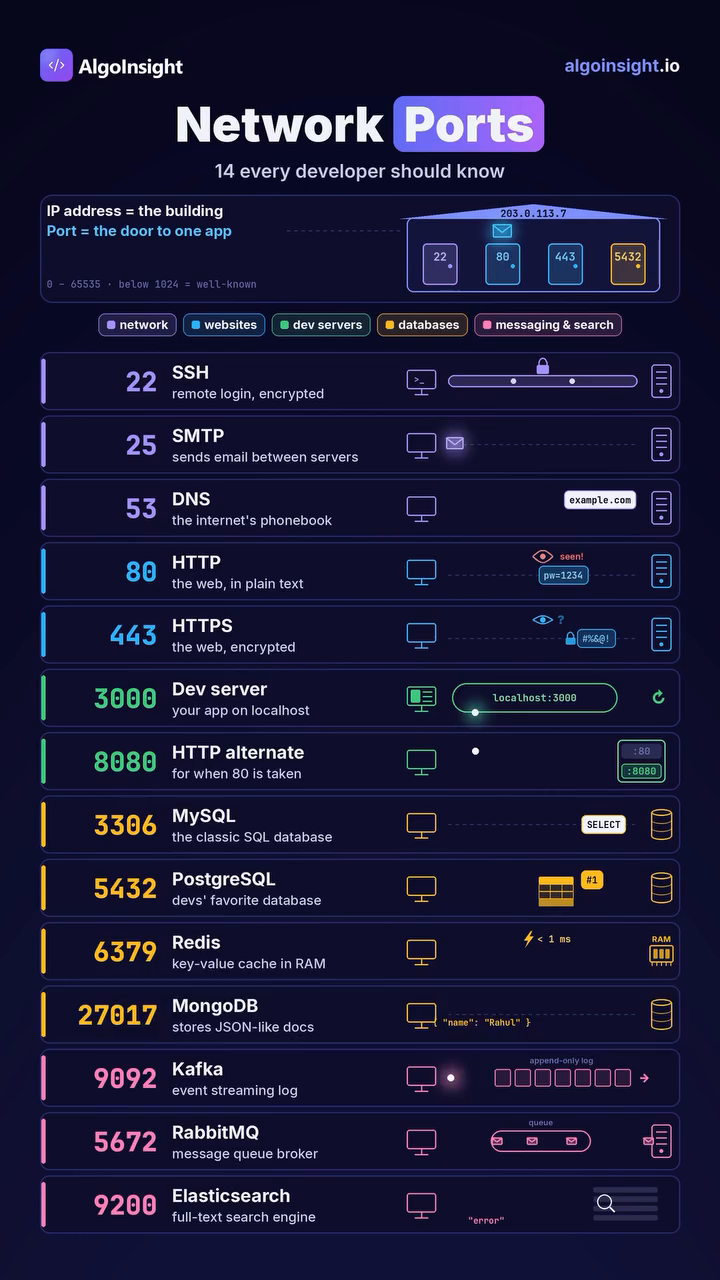 </> AlgoInsight
algoinsight.io
Network Ports
14 every developer should know
IP address = the building
Port = the door to one app
0 – 65535 · below 1024 = well-known
203.0.113.7
22 80 443 5432
network websites dev servers databases messaging & search
22 SSH
remote login, encrypted
>_
25 SMTP
sends email between servers
53 DNS
the internet's phonebook
example.com
80 HTTP
the web, in plain text
seen!
pw=1234
443 HTTPS
the web, encrypted
?
#%&@!
3000 Dev server
your app on localhost
localhost:3000
8080 HTTP alternate
for when 80 is taken
:80
:8080
3306 MySQL
the classic SQL database
SELECT
5432 PostgreSQL
devs' favorite database
#1
6379 Redis
key-value cache in RAM
< 1 ms
RAM
27017 MongoDB
stores JSON-like docs
{ "name": "Rahul" }
9092 Kafka
event streaming log
append-only log
5672 RabbitMQ
message queue broker
queue
9200 Elasticsearch
full-text search engine
"error"